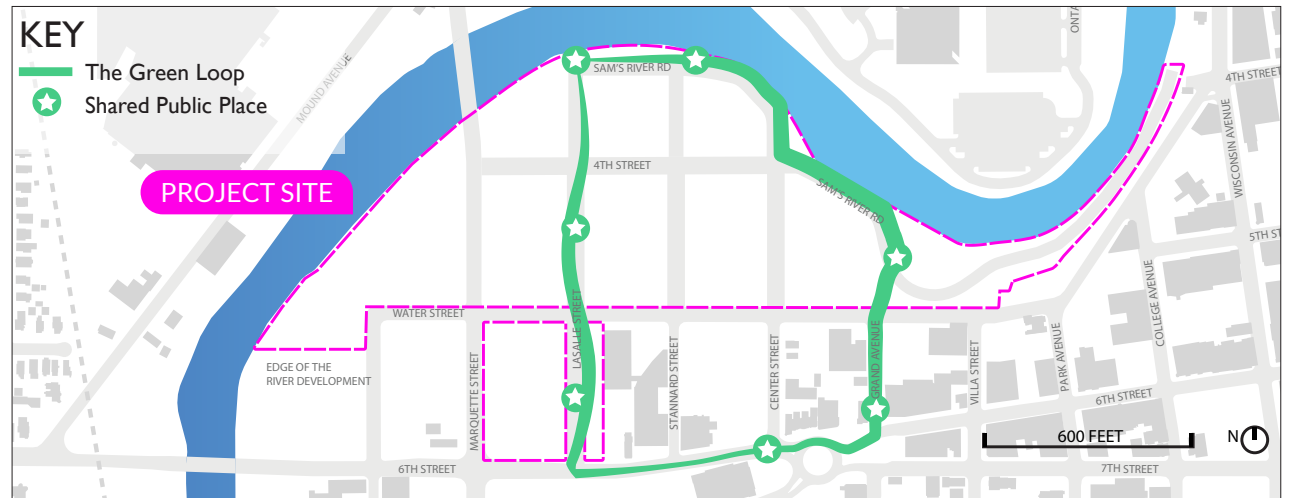 KEY
The Green Loop
Shared Public Place
MOUND AVENUE
PROJECT SITE
SAM'S RIVER RD
4TH STREET
SAM'S RIVER RD
4TH STREET
WISCONSIN AVENUE
5TH ST
WATER STREET
EDGE OF THE
RIVER DEVELOPMENT
MARQUETTE STREET
LASALLE STREET
STANNARD STREET
CENTER STREET
GRAND AVENUE
VILLA STREET
PARK AVENUE
COLLEGE AVENUE
6TH STREET
6TH STREET
7TH STREET
600 FEET
N
ONTA